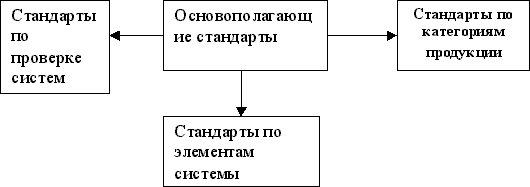 Стандарты
по
проверке
систем
Основополагающ
ие стандарты
Стандарты по
категориям
продукции
Стандарты по
элементам
системы